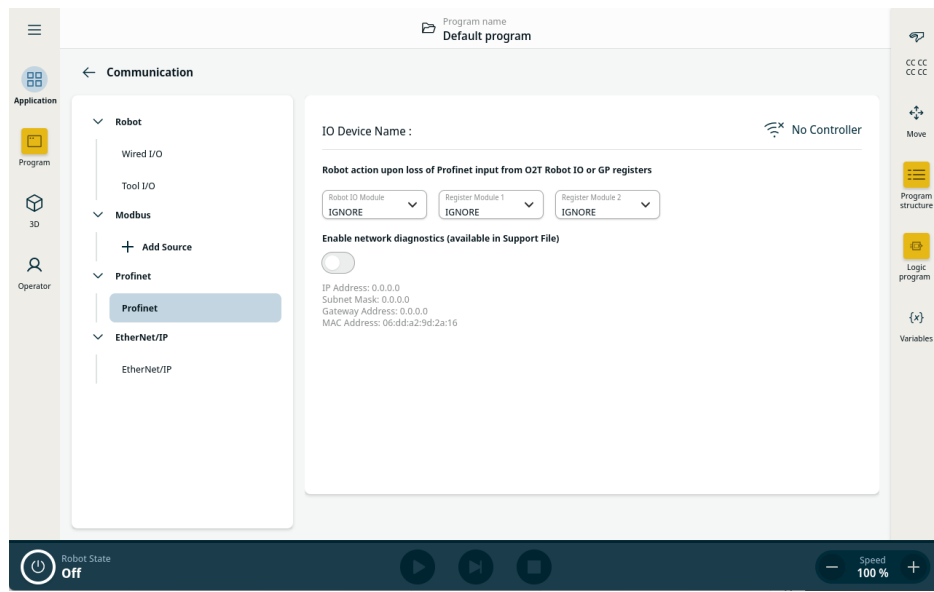 Program name
Default program
Communication
Application
Program
3D
Operator
Robot
Wired I/O
Tool I/O
Modbus
Add Source
Profinet
Profinet
EtherNet/IP
EtherNet/IP
IO Device Name :
No Controller
Robot action upon loss of Profinet input from O2T Robot IO or GP registers
Robot IO Module
IGNORE
Register Module 1
IGNORE
Register Module 2
IGNORE
Enable network diagnostics (available in Support File)
IP Address: 0.0.0.0
Subnet Mask: 0.0.0.0
Gateway Address: 0.0.0.0
MAC Address: 06:dd:a2:9d:2a:16
CC CC
CC CC
Move
Program
structure
Logic
program
{x}
Variables
Robot State
Off
Speed
100 %